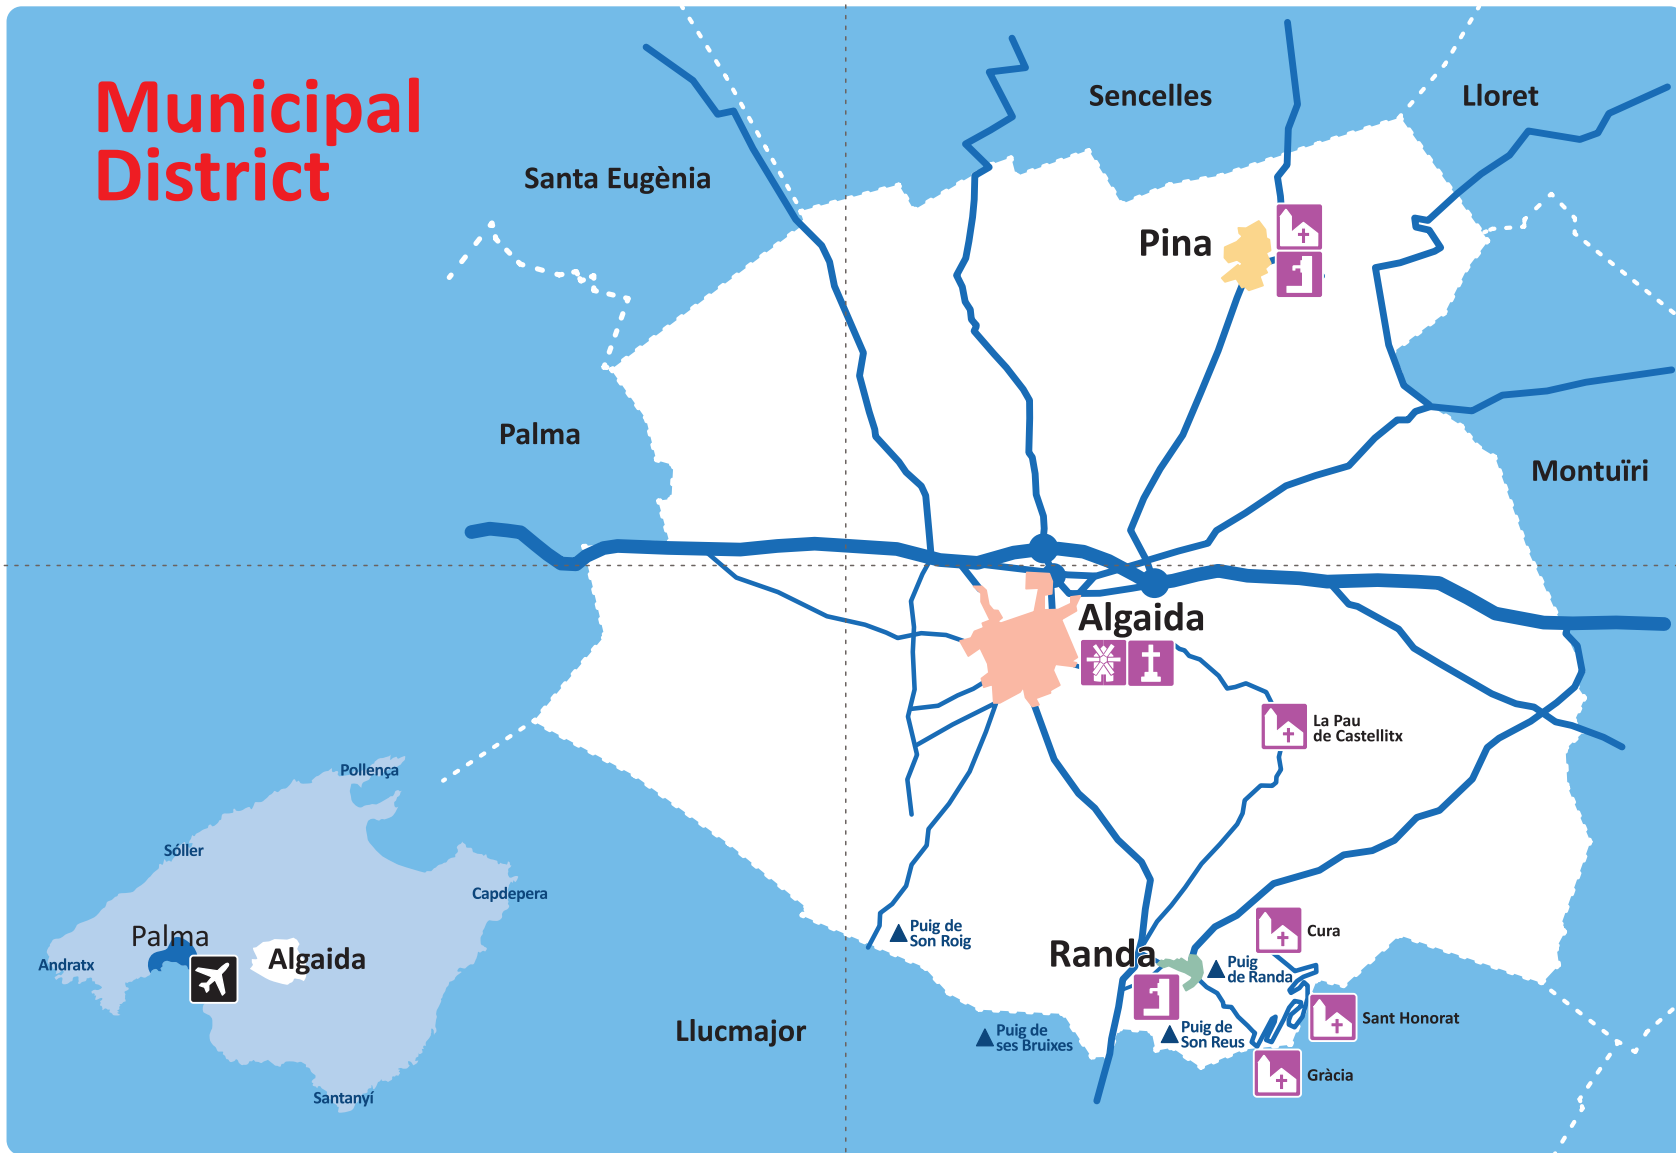 Municipal
District
Sencelles
Lloret
Santa Eugènia
Pina
Palma
Montuïri
Algaida
La Pau
de Castellitx
Pollença
Sóller
Capdepera
Palma
Andratx
Algaida
Santanyí
Puig de
Son Roig
Randa
Cura
Puig
de Randa
Sant Honorat
Llucmajor
Puig de
ses Bruixes
Puig de
Son Reus
Gràcia